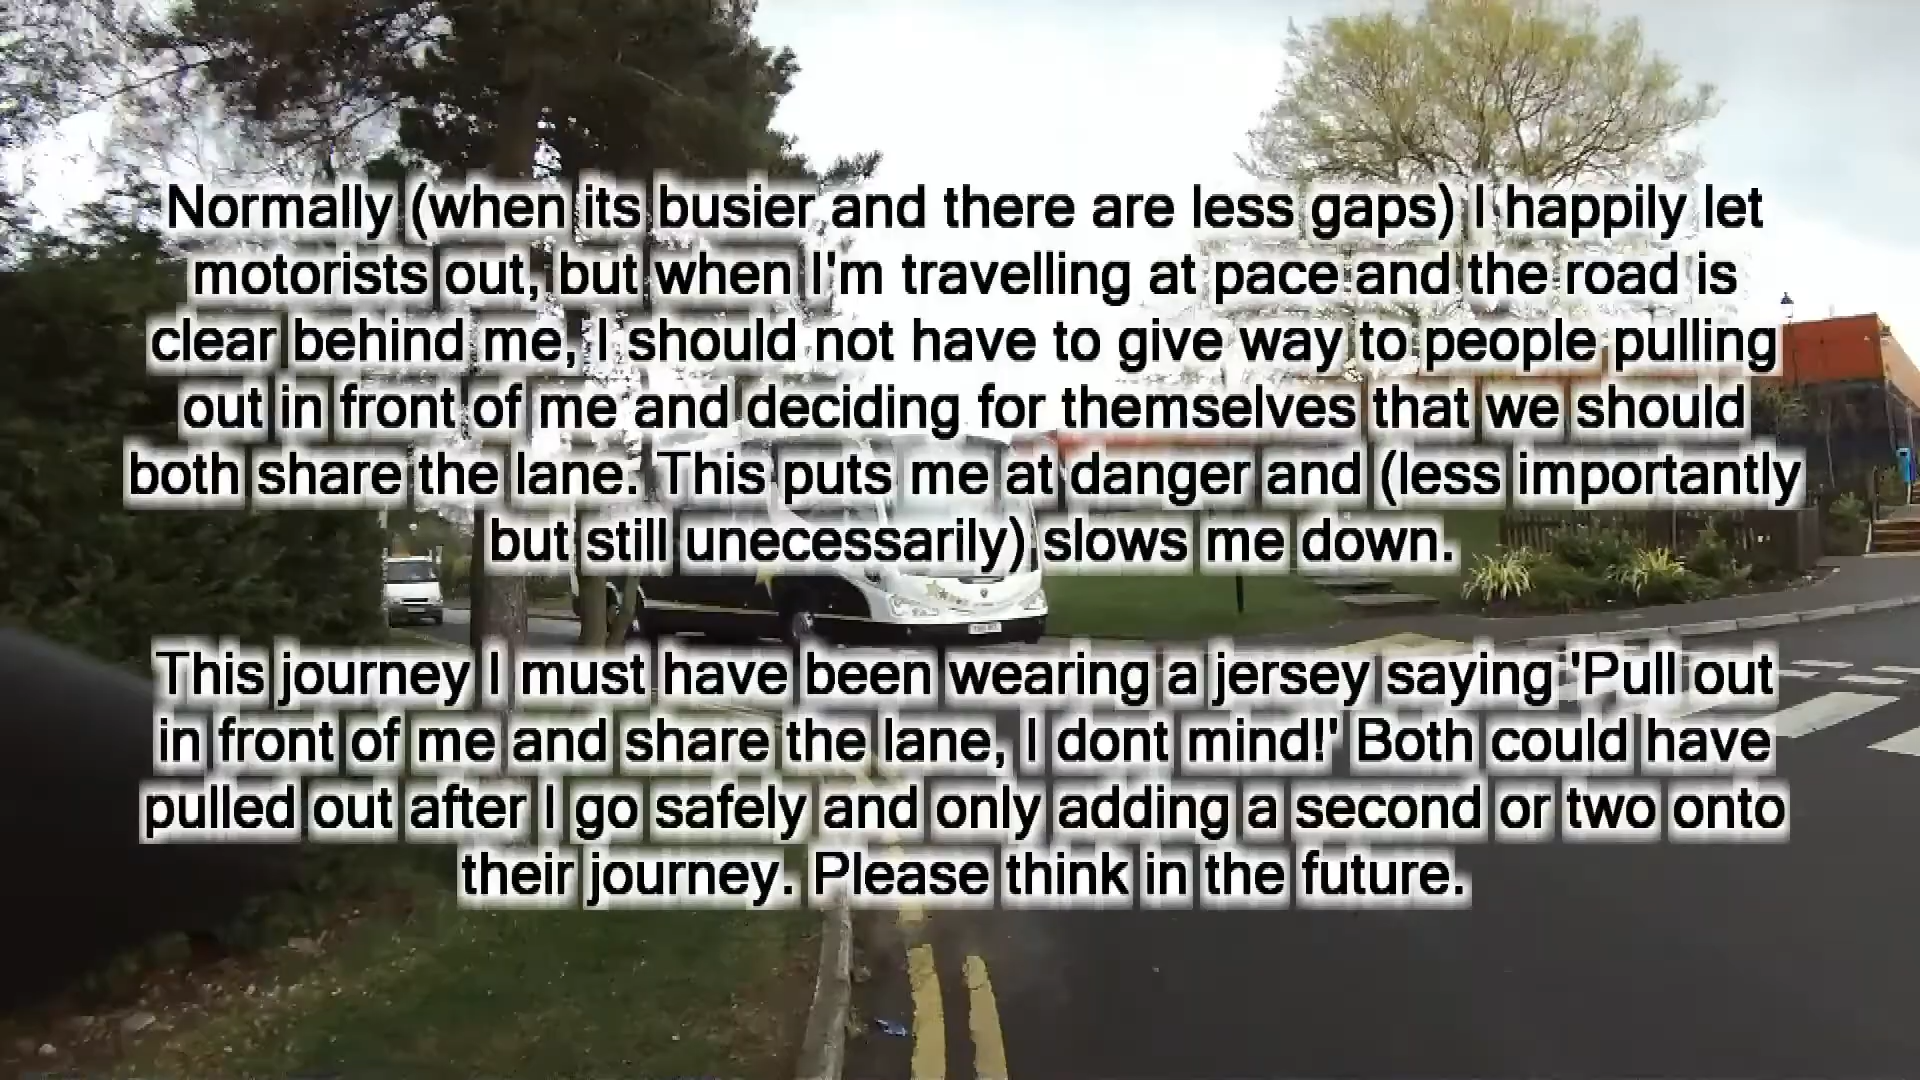 Normally (when its busier and there are less gaps) I happily let
motorists out, but when I'm travelling at pace and the road is
clear behind me, I should not have to give way to people pulling
out in front of me and deciding for themselves that we should
both share the lane. This puts me at danger and (less importantly
but still unecessarily) slows me down.
This journey I must have been wearing a jersey saying 'Pull out
in front of me and share the lane, I dont mind!' Both could have
pulled out after I go safely and only adding a second or two onto
their journey. Please think in the future.